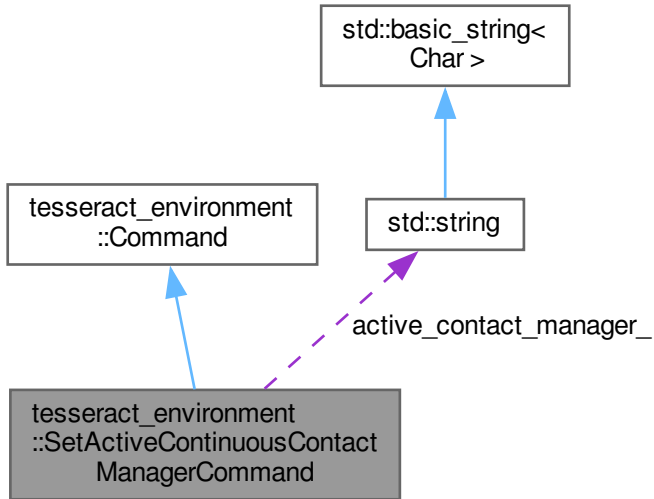 std::basic_string<
Char >
tesseract_environment
::Command
std::string
active_contact_manager_
tesseract_environment
::SetActiveContinuousContact
ManagerCommand